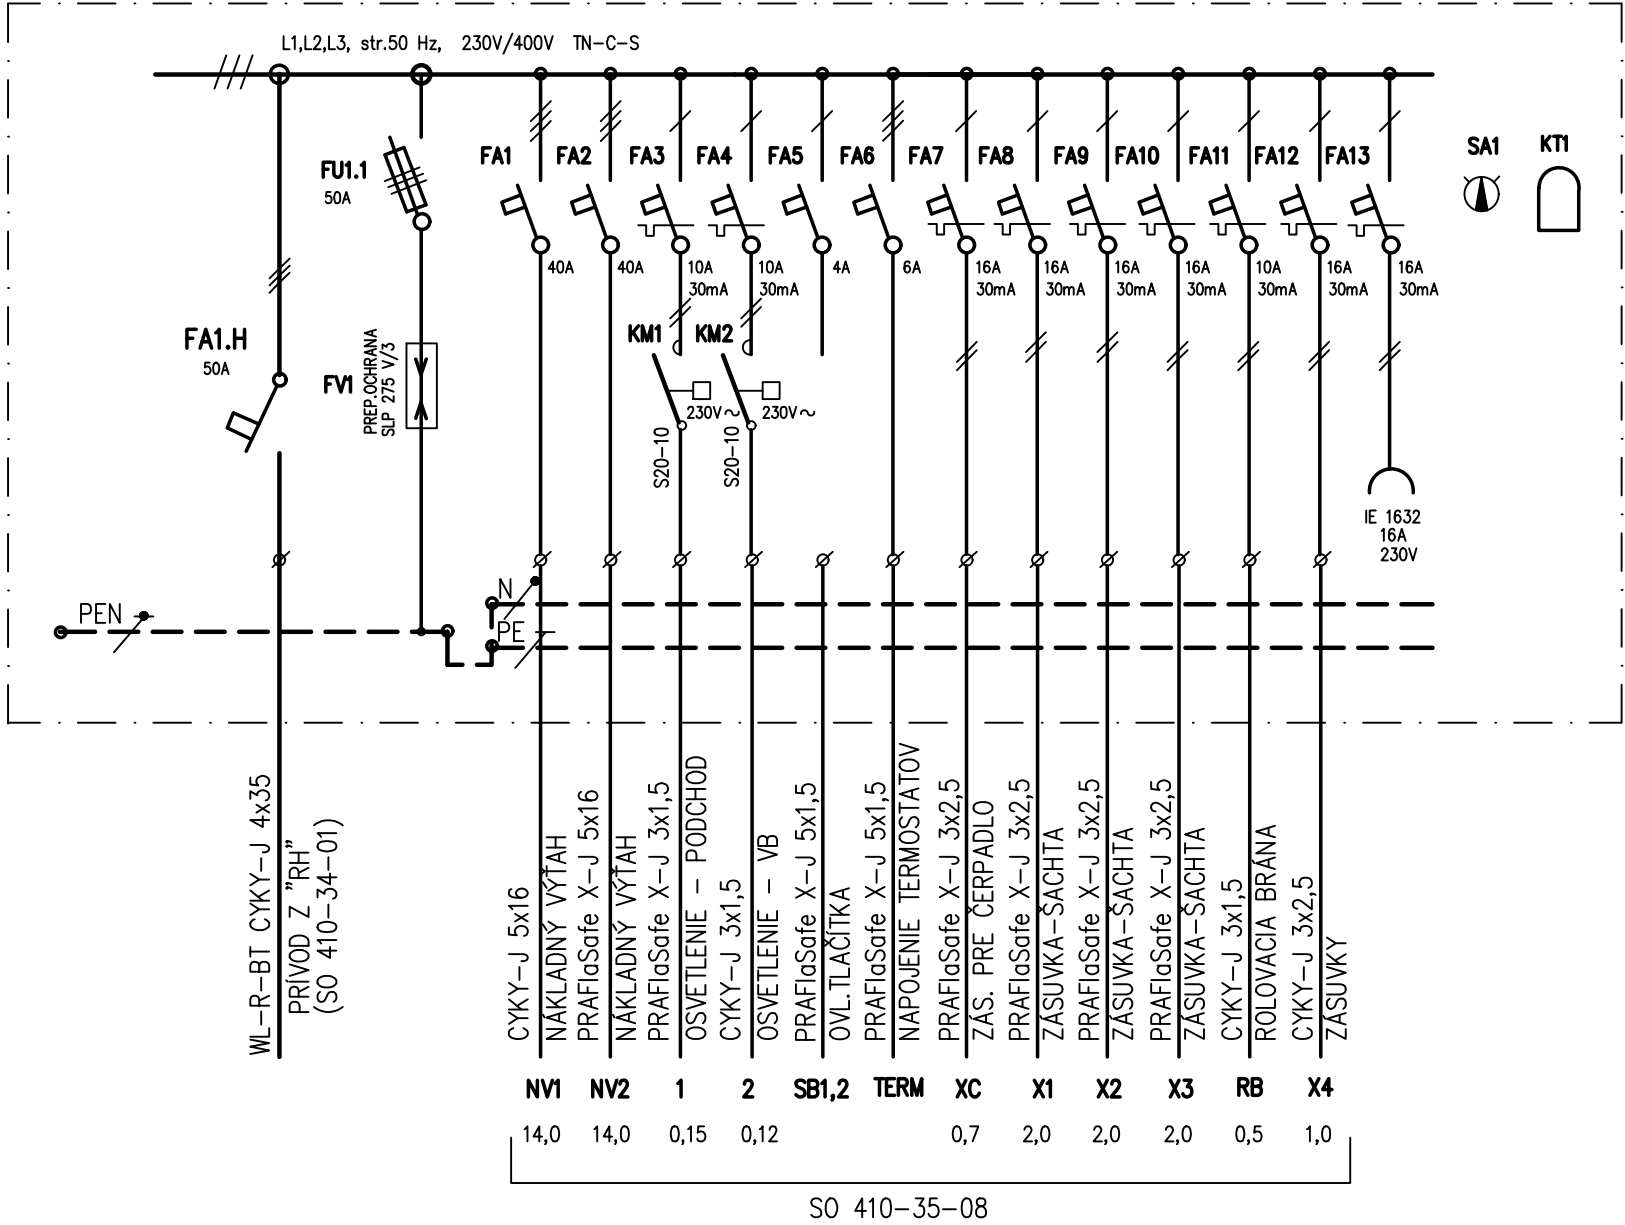 L1,L2,L3, str.50 Hz, 230V/400V TN-C-S
FU1.1
50A
FA1
FA2
FA3
FA4
FA5
FA6
FA7
FA8
FA9
FA10
FA11
FA12
FA13
SA1
KT1
40A
40A
10A
30mA
10A
30mA
4A
6A
16A
30mA
16A
30mA
16A
30mA
16A
30mA
10A
30mA
16A
30mA
16A
30mA
FA1.H
50A
FV1
PREP.OCHRANA
SLP 275 V/3
KM1
KM2
230V~
230V~
S20-10
S20-10
IE 1632
16A
230V
PEN
N
PE
WL-R-BT CYKY-J 4x35
PRÍVOD Z "RH"
(SO 410-34-01)
CYKY-J 5x16
NÁKLADNÝ VÝŤAH
PRAFlaSafe X-J 5x16
NÁKLADNÝ VÝŤAH
PRAFlaSafe X-J 3x1,5
OSVETLENIE - PODCHOD
CYKY-J 3x1,5
OSVETLENIE - VB
PRAFlaSafe X-J 5x1,5
OVL.TLAČÍTKA
PRAFlaSafe X-J 5x1,5
NAPOJENIE TERMOSTATOV
PRAFlaSafe X-J 3x2,5
ZÁS. PRE ČERPADLO
PRAFlaSafe X-J 3x2,5
ZÁSUVKA-ŠACHTA
PRAFlaSafe X-J 3x2,5
ZÁSUVKA-ŠACHTA
PRAFlaSafe X-J 3x2,5
ZÁSUVKA-ŠACHTA
CYKY-J 3x1,5
ROLOVACIA BRÁNA
CYKY-J 3x2,5
ZÁSUVKY
NV1 NV2 1 2 SB1,2 TERM XC X1 X2 X3 RB X4
14,0 14,0 0,15 0,12 0,7 2,0 2,0 2,0 0,5 1,0
SO 410-35-08